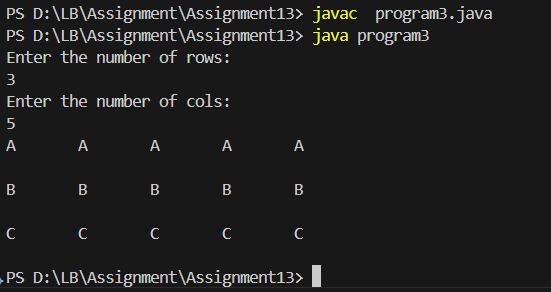 PS D:\LB\Assignment\Assignment13> javac  program3.java
PS D:\LB\Assignment\Assignment13> java program3
Enter the number of rows:
3
Enter the number of cols:
5
A       A       A       A       A
B       B       B       B       B
C       C       C       C       C
PS D:\LB\Assignment\Assignment13>